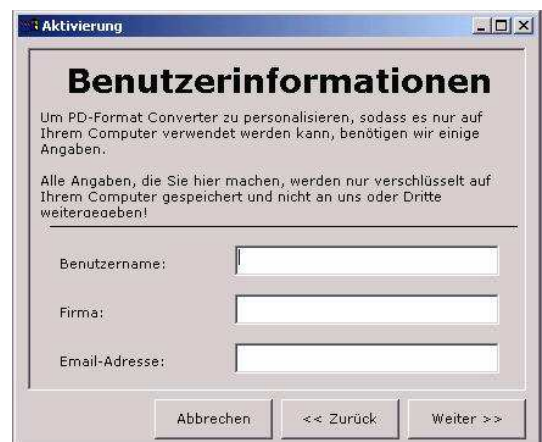 Aktivierung
Benutzerinformationen
Um PD-Format Converter zu personalisieren, sodass es nur auf
Ihrem Computer verwendet werden kann, benötigen wir einige
Angaben.
Alle Angaben, die Sie hier machen, werden nur verschlüsselt auf
Ihrem Computer gespeichert und nicht an uns oder Dritte
weitergegeben!
Benutzername:
Firma:
Email-Adresse:
Abbrechen << Zurück Weiter >>